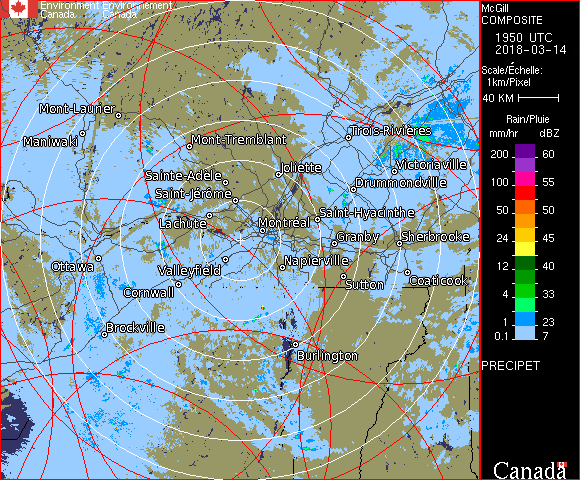 Environment Environnement
Canada Canada
McGill
COMPOSITE
1950 UTC
2018-03-14
Scale/Échelle:
1km/Pixel
40 KM
Rain/Pluie
mm/hr dBZ
200 60
100 55
50 50
24 45
12 40
4 33
1 23
0.1 7
PRECIPET
Canada
Mont-Laurier
Maniwaki
Mont-Tremblant
Trois-Rivières
Joliette
Victoriaville
Sainte-Adèle
Drummondville
Saint-Jérôme
Lachute
Saint-Hyacinthe
Montréal
Granby
Sherbrooke
Ottawa
Valleyfield
Napierville
Cornwall
Sutton
Coaticook
Brockville
Burlington